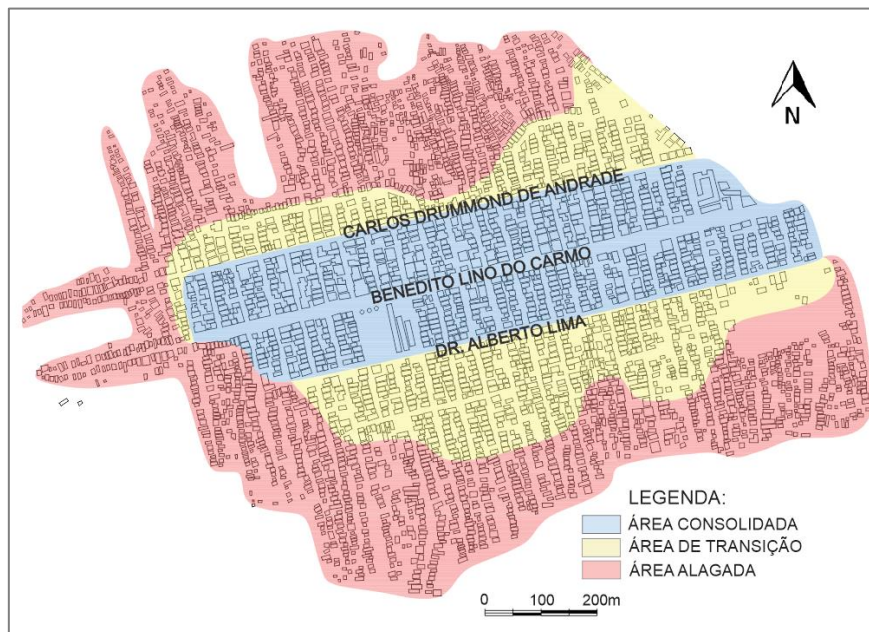 N
CARLOS DRUMMOND DE ANDRADE
BENEDITO LINO DO CARMO
DR. ALBERTO LIMA
LEGENDA:
ÁREA CONSOLIDADA
ÁREA DE TRANSIÇÃO
ÁREA ALAGADA
0 100 200m